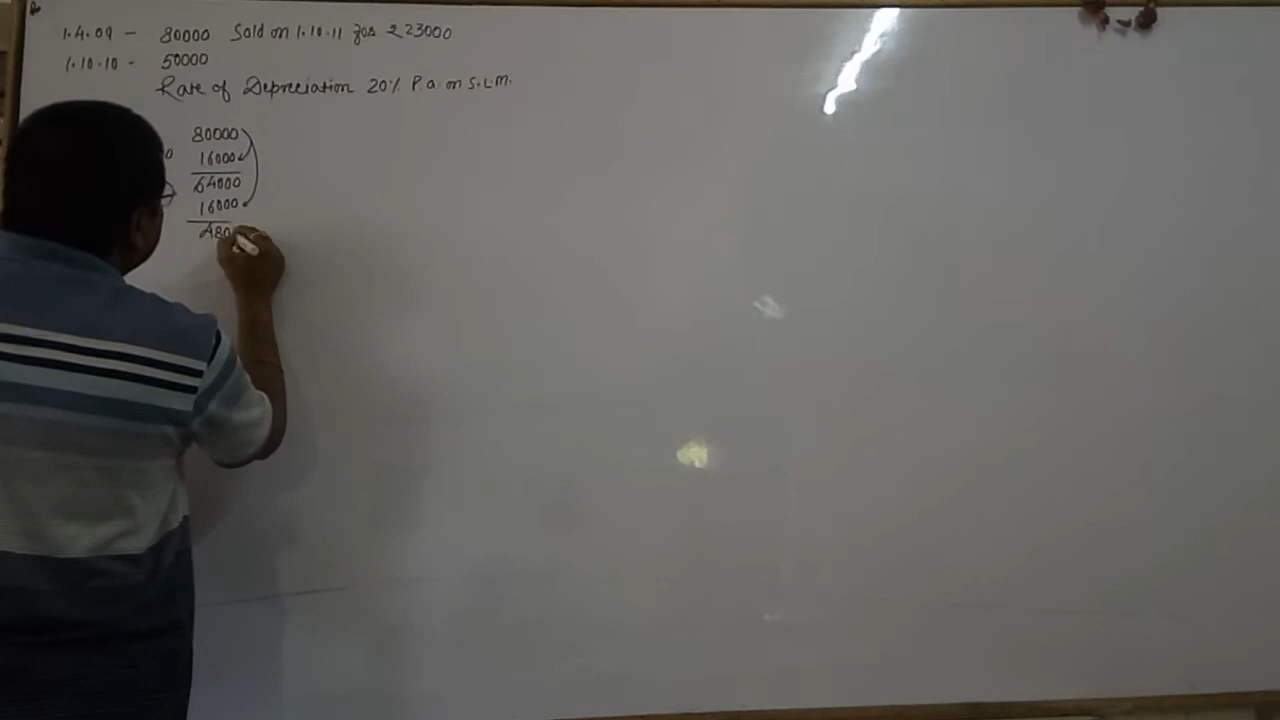 1.4.09 - 80000 Sold on 1.10.11 for ₹ 23000
1.10.10 - 50000
Rate of Depreciation 20% P.a. on S.L.M.
80000
16000
64000
16000
480